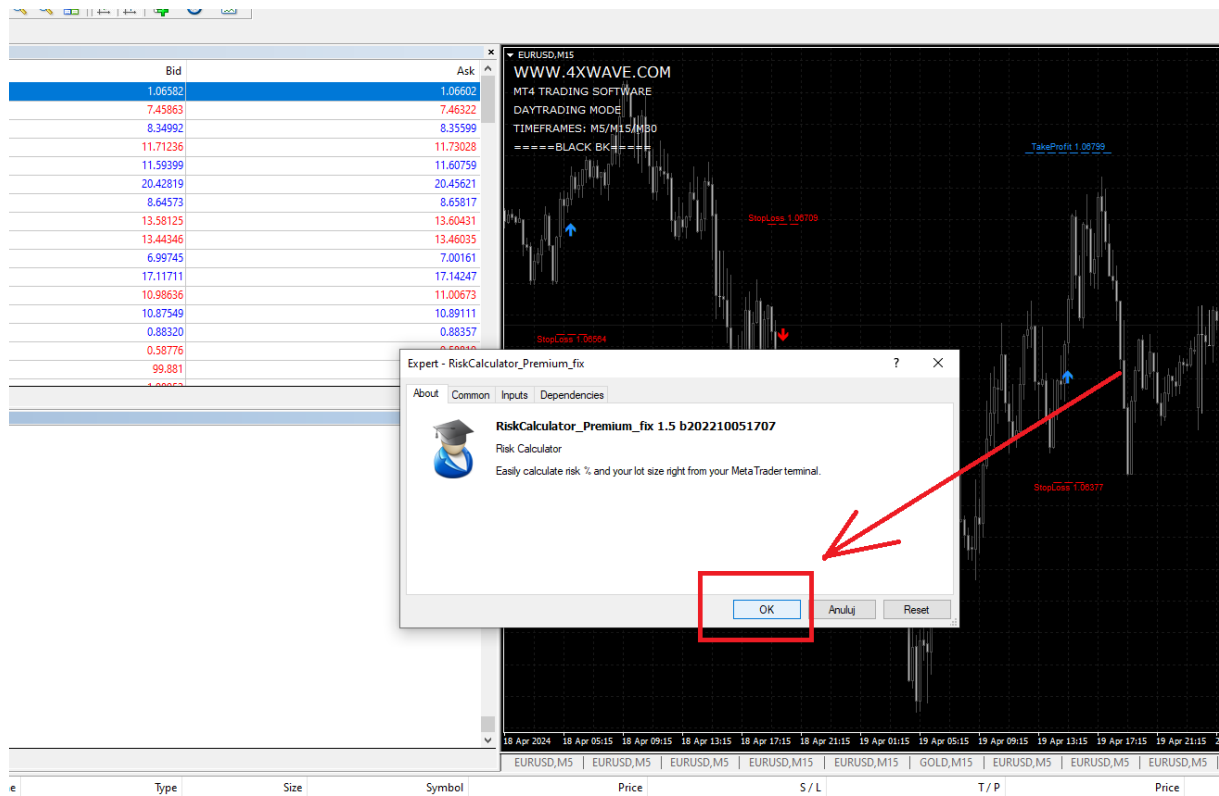 EURUSD,M15
WWW.4XWAVE.COM
MT4 TRADING SOFTWARE
DAYTRADING MODE
TIMEFRAMES: M5/M15/M30
=====BLACK BK=====
Bid Ask
1.06582 1.06602
7.45863 7.46322
8.34992 8.35599
11.71236 11.73028
11.59399 11.60759
20.42819 20.45621
8.64573 8.65817
13.58125 13.60431
13.44346 13.46035
6.99745 7.00161
17.11711 17.14247
10.98636 11.00673
10.87549 10.89111
0.88320 0.88357
0.58776
99.881
TakeProfit 1.06799
StopLoss 1.06709
StopLoss 1.06377
Expert - RiskCalculator_Premium_fix ?
About Common Inputs Dependencies
RiskCalculator_Premium_fix 1.5 b202210051707
Risk Calculator
Easily calculate risk % and your lot size right from your MetaTrader terminal.
OK Anuluj Reset
18 Apr 2024 18 Apr 05:15 18 Apr 09:15 18 Apr 13:15 18 Apr 17:15 18 Apr 21:15 19 Apr 01:15 19 Apr 05:15 19 Apr 09:15 19 Apr 13:15 19 Apr 17:15 19 Apr 21:15
EURUSD,M5 EURUSD,M5 EURUSD,M5 EURUSD,M15 EURUSD,M15 GOLD,M15 EURUSD,M5 EURUSD,M5 EURUSD,M5
Type Size Symbol Price S / L T / P Price